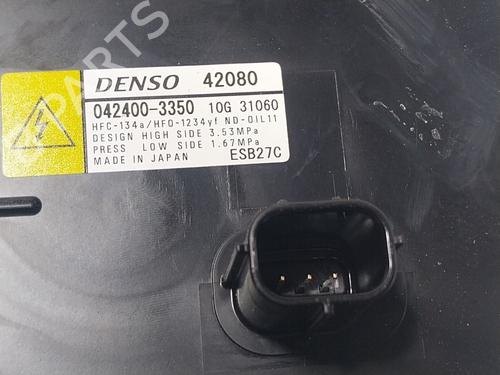 DENSO 42080
042400-3350 10G 31060
HFC-134a/HFO-1234yf ND-OIL11
DESIGN HIGH SIDE 3.53MPa
PRESS LOW SIDE 1.67MPa
MADE IN JAPAN ESB27C